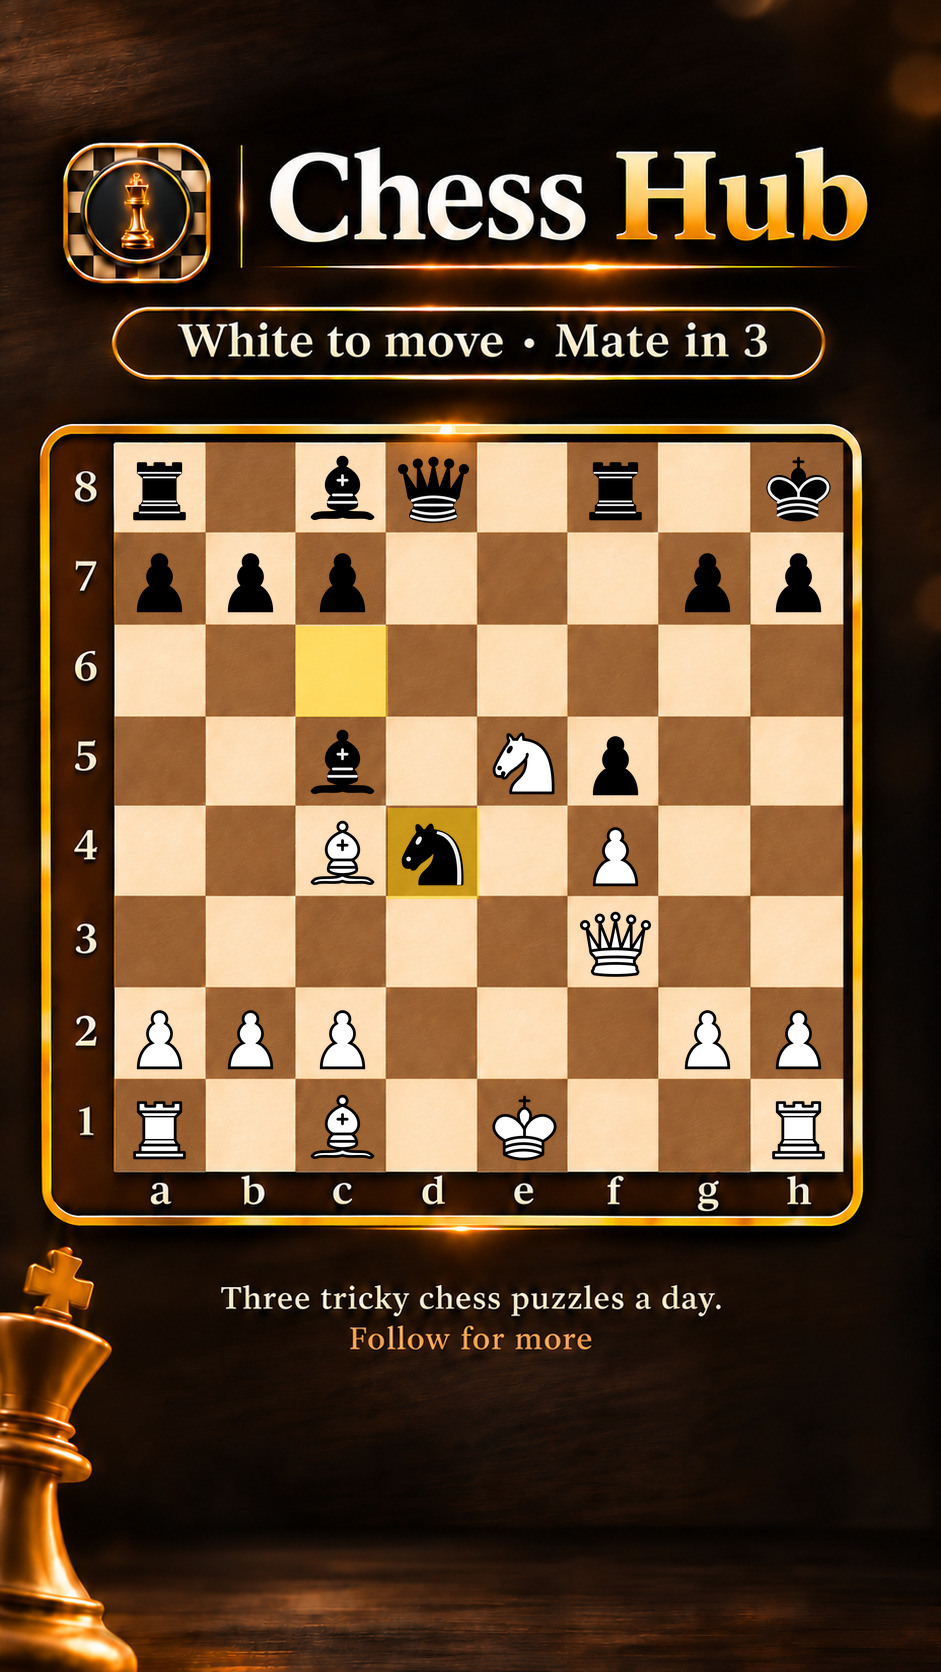 Chess Hub
White to move • Mate in 3
8
7
6
5
4
3
2
1
a b c d e f g h
Three tricky chess puzzles a day.
Follow for more